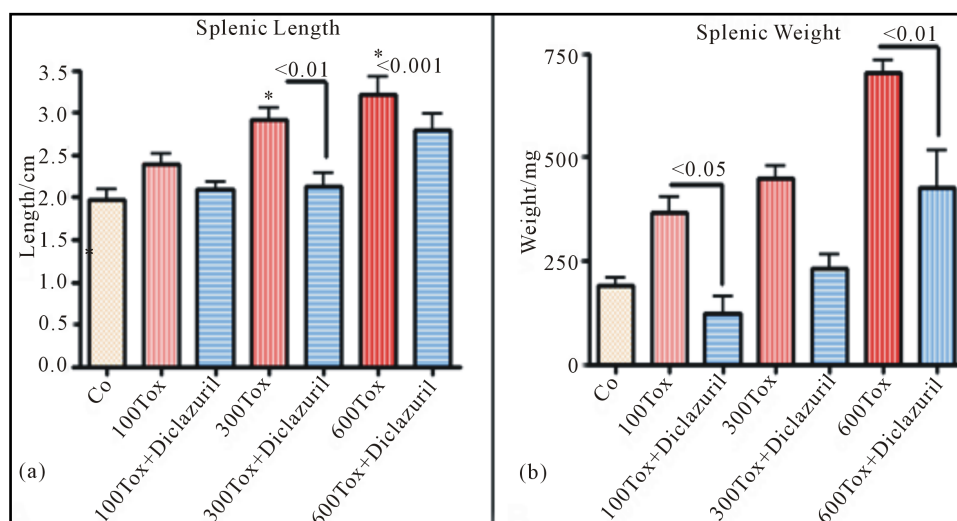 Splenic Length
*
<0.01
*
<0.001
3.5
3.0
2.5
2.0
1.5
1.0
0.5
0.0
Length/cm
*
Co
100Tox
100Tox+Diclazuril
300Tox
300Tox+Diclazuril
600Tox
600Tox+Diclazuril
(a)
Splenic Weight
<0.01
<0.05
750
500
250
0
Weight/mg
Co
100Tox
100Tox+Diclazuril
300Tox
300Tox+Diclazuril
600Tox
600Tox+Diclazuril
(b)